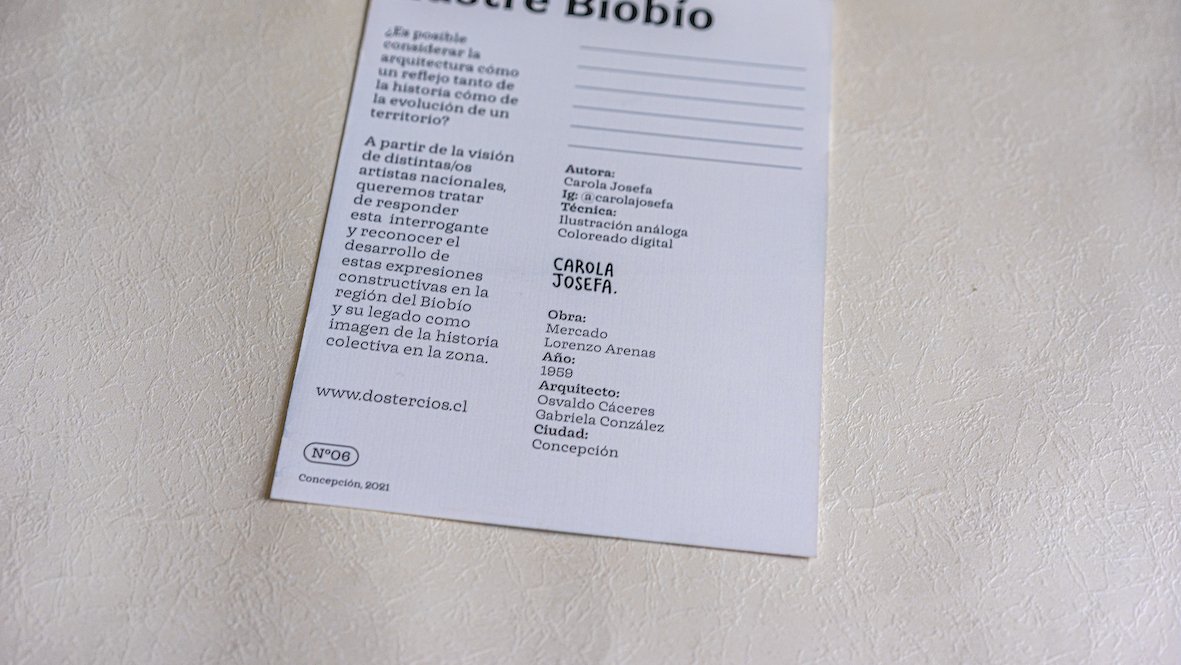 ustre Biobío
¿Es posible
considerar la
arquitectura cómo
un reflejo tanto de
la historia cómo de
la evolución de un
territorio?
A partir de la visión
de distintas/os
artistas nacionales,
queremos tratar
de responder
esta interrogante
y reconocer el
desarrollo de
estas expresiones
constructivas en la
región del Biobío
y su legado como
imagen de la historia
colectiva en la zona.
www.dostercios.cl
Nº06
Concepción, 2021
Autora:
Carola Josefa
Ig: @carolajosefa
Técnica:
Ilustración análoga
Coloreado digital
CAROLA
JOSEFA.
Obra:
Mercado
Lorenzo Arenas
Año:
1959
Arquitecto:
Osvaldo Cáceres
Gabriela Conzález
Ciudad:
Concepción